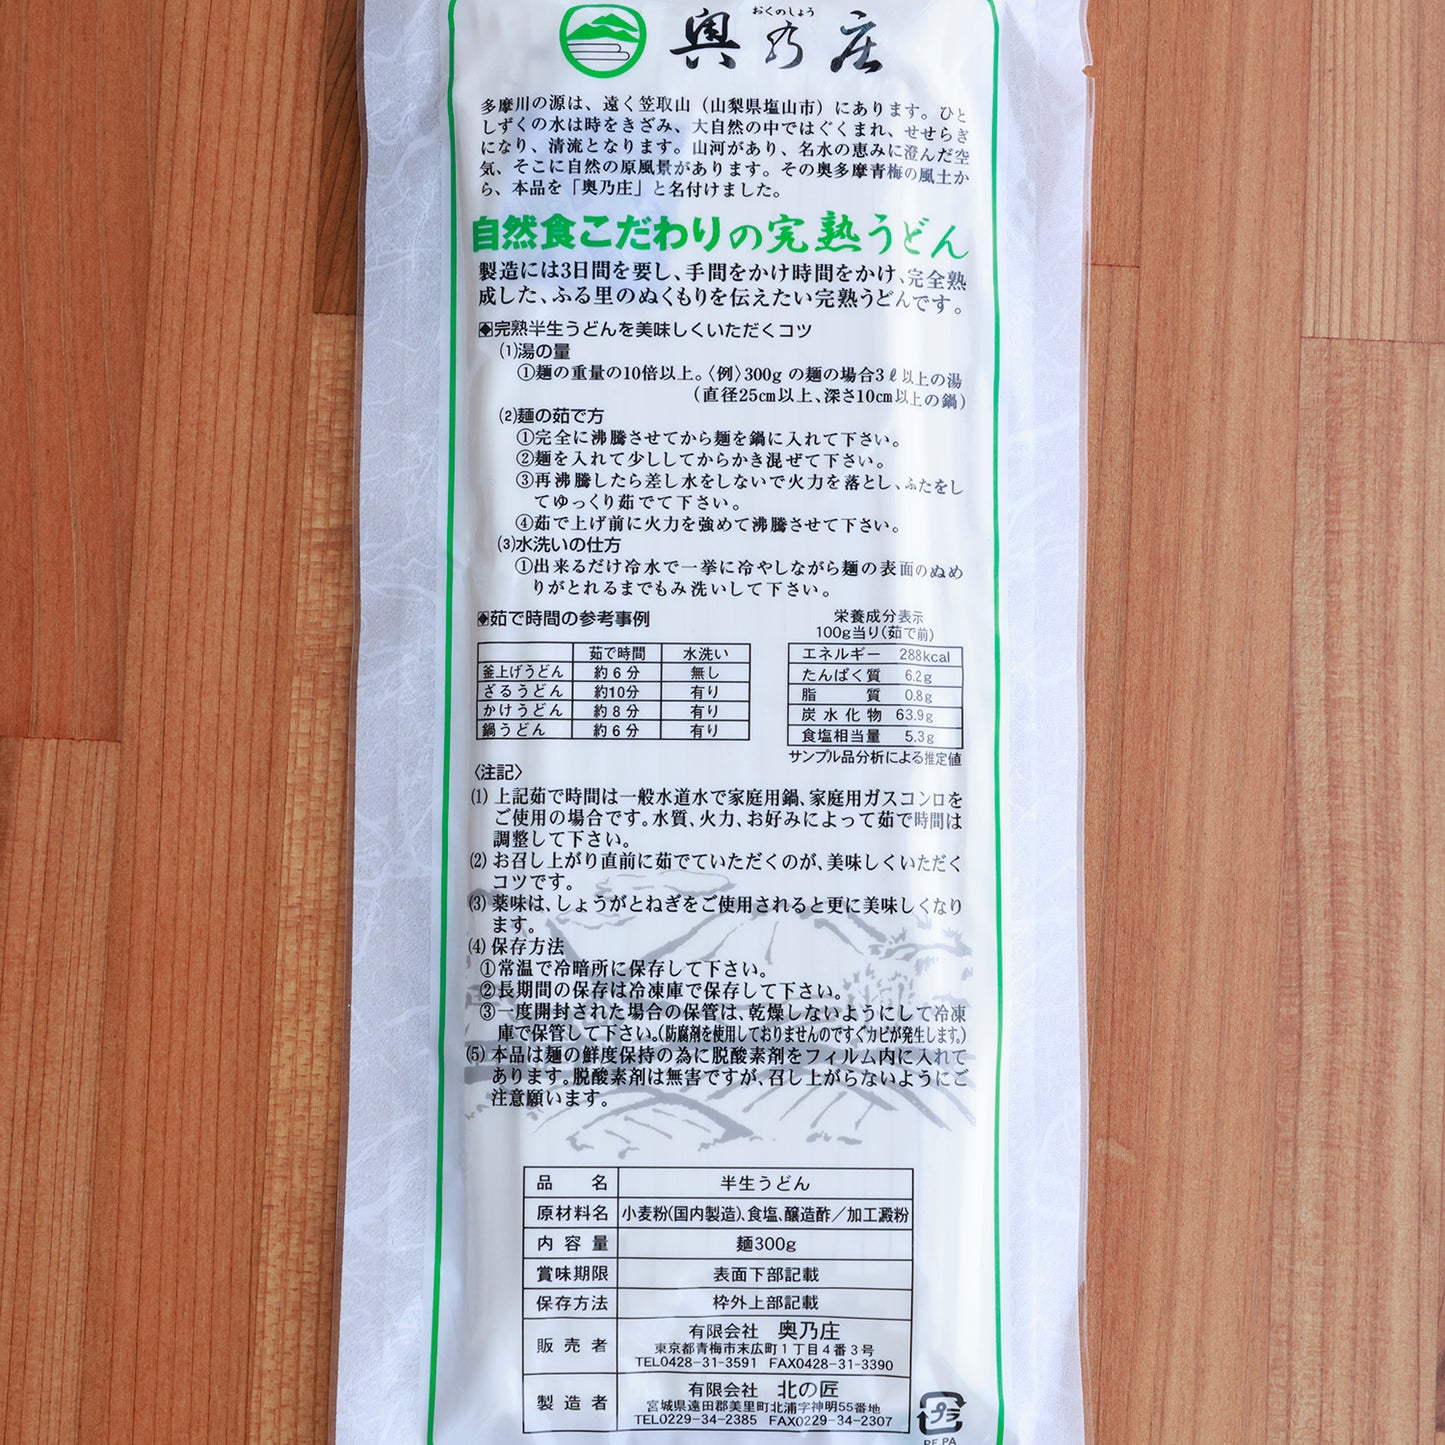 おくのしょう
奥乃庄
多摩川の源は、遠く笠取山（山梨県塩山市）にあります。ひと
しずくの水は時をきざみ、大自然の中ではぐくまれ、せせらぎ
になり、清流となります。山河があり、名水の恵みに澄んだ空
気、そこに自然の原風景があります。その奥多摩青梅の風土か
ら、本品を「奥乃庄」と名付けました。
自然食こだわりの完熟うどん
製造には3日間を要し、手間をかけ時間をかけ、完全熟
成した、ふる里のぬくもりを伝えたい完熟うどんです。
◆完熟半生うどんを美味しくいただくコツ
⑴湯の量
①麺の重量の10倍以上。〈例〉300g の麺の場合3ℓ以上の湯
（直径25㎝以上、深さ10㎝以上の鍋）
⑵麺の茹で方
①完全に沸騰させてから麺を鍋に入れて下さい。
②麺を入れて少ししてからかき混ぜて下さい。
③再沸騰したら差し水をしないで火力を落とし、ふたをし
てゆっくり茹でて下さい。
④茹で上げ前に火力を強めて沸騰させて下さい。
⑶水洗いの仕方
①出来るだけ冷水で一挙に冷やしながら麺の表面のぬめ
りがとれるまでもみ洗いして下さい。
◆茹で時間の参考事例
茹で時間 水洗い
釜上げうどん 約６分 無し
ざるうどん 約10分 有り
かけうどん 約８分 有り
鍋うどん 約６分 有り
栄養成分表示
100g当り（茹で前）
エネルギー 288kcal
たんぱく質 6.2g
脂質 0.8g
炭水化物 63.9g
食塩相当量 5.3g
サンプル品分析による推定値
〈注記〉
⑴ 上記茹で時間は一般水道水で家庭用鍋、家庭用ガスコンロを
ご使用の場合です。水質、火力、お好みによって茹で時間は
調整して下さい。
⑵ お召し上がり直前に茹でていただくのが、美味しくいただく
コツです。
⑶ 薬味は、しょうがとねぎをご使用されると更に美味しくなり
ます。
⑷ 保存方法
①常温で冷暗所に保存して下さい。
②長期間の保存は冷凍庫で保存して下さい。
③一度開封された場合の保管は、乾燥しないようにして冷凍
庫で保管して下さい。（防腐剤を使用しておりませんのですぐカビが発生します。）
⑸ 本品は麺の鮮度保持の為に脱酸素剤をフィルム内に入れて
あります。脱酸素剤は無害ですが、召し上がらないようにご
注意願います。
品名 半生うどん
原材料名 小麦粉（国内製造）、食塩、醸造酢／加工澱粉
内容量 麺300g
賞味期限 表面下部記載
保存方法 枠外上部記載
販売者 有限会社 奥乃庄
東京都青梅市末広町１丁目４番３号
TEL0428-31-3591 FAX0428-31-3390
製造者 有限会社 北の匠
宮城県遠田郡美里町北浦字神明55番地
TEL0229-34-2385 FAX0229-34-2307
プラ
PE,PA